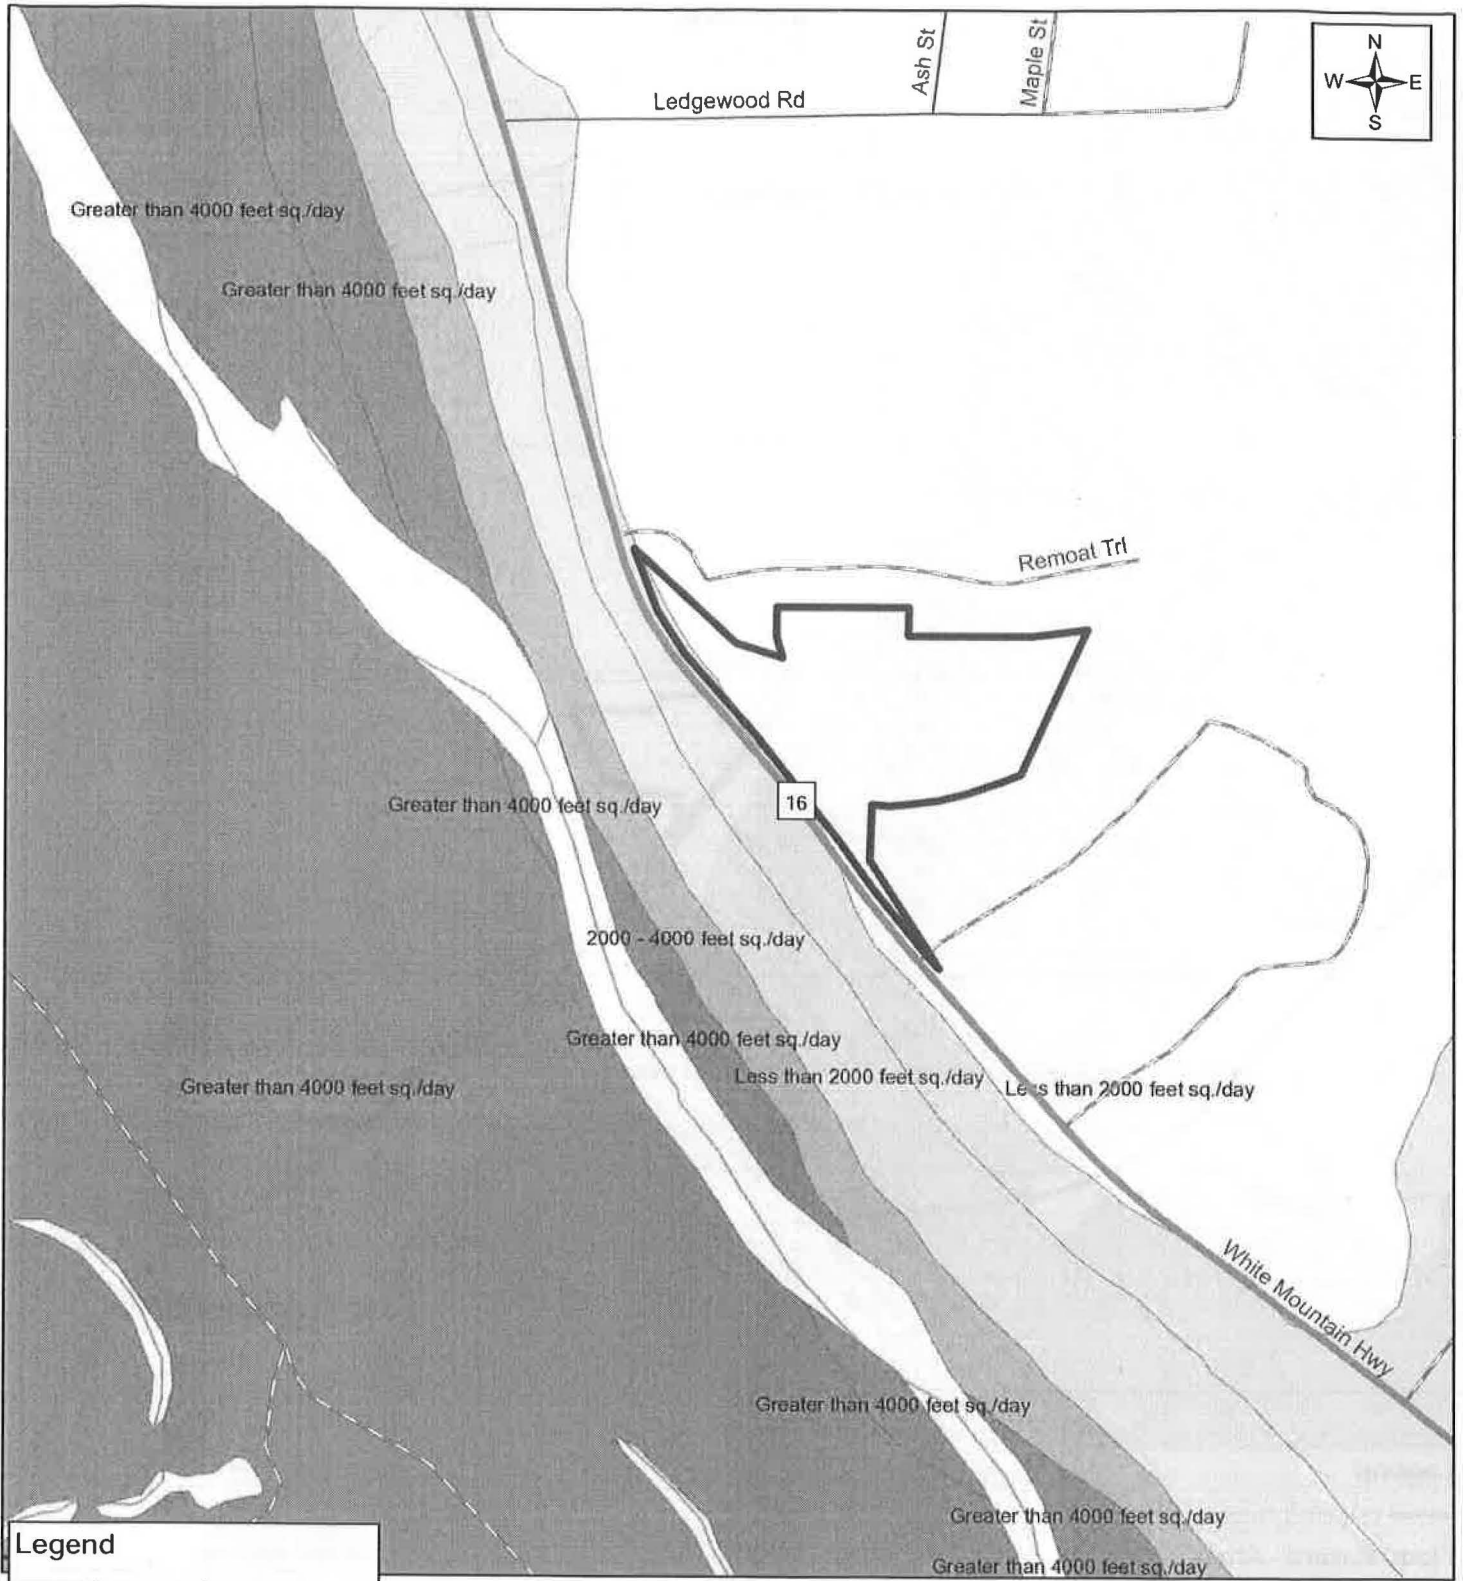 N
W E
S
Ash St
Maple St
Ledgewood Rd
Greater than 4000 feet sq./day
Greater than 4000 feet sq./day
Remoat Trl
16
Greater than 4000 feet sq./day
2000 - 4000 feet sq./day
Greater than 4000 feet sq./day
Less than 2000 feet sq./day
Less than 2000 feet sq./day
Greater than 4000 feet sq./day
White Mountain Hwy
Greater than 4000 feet sq./day
Greater than 4000 feet sq./day
Greater than 4000 feet sq./day
Legend